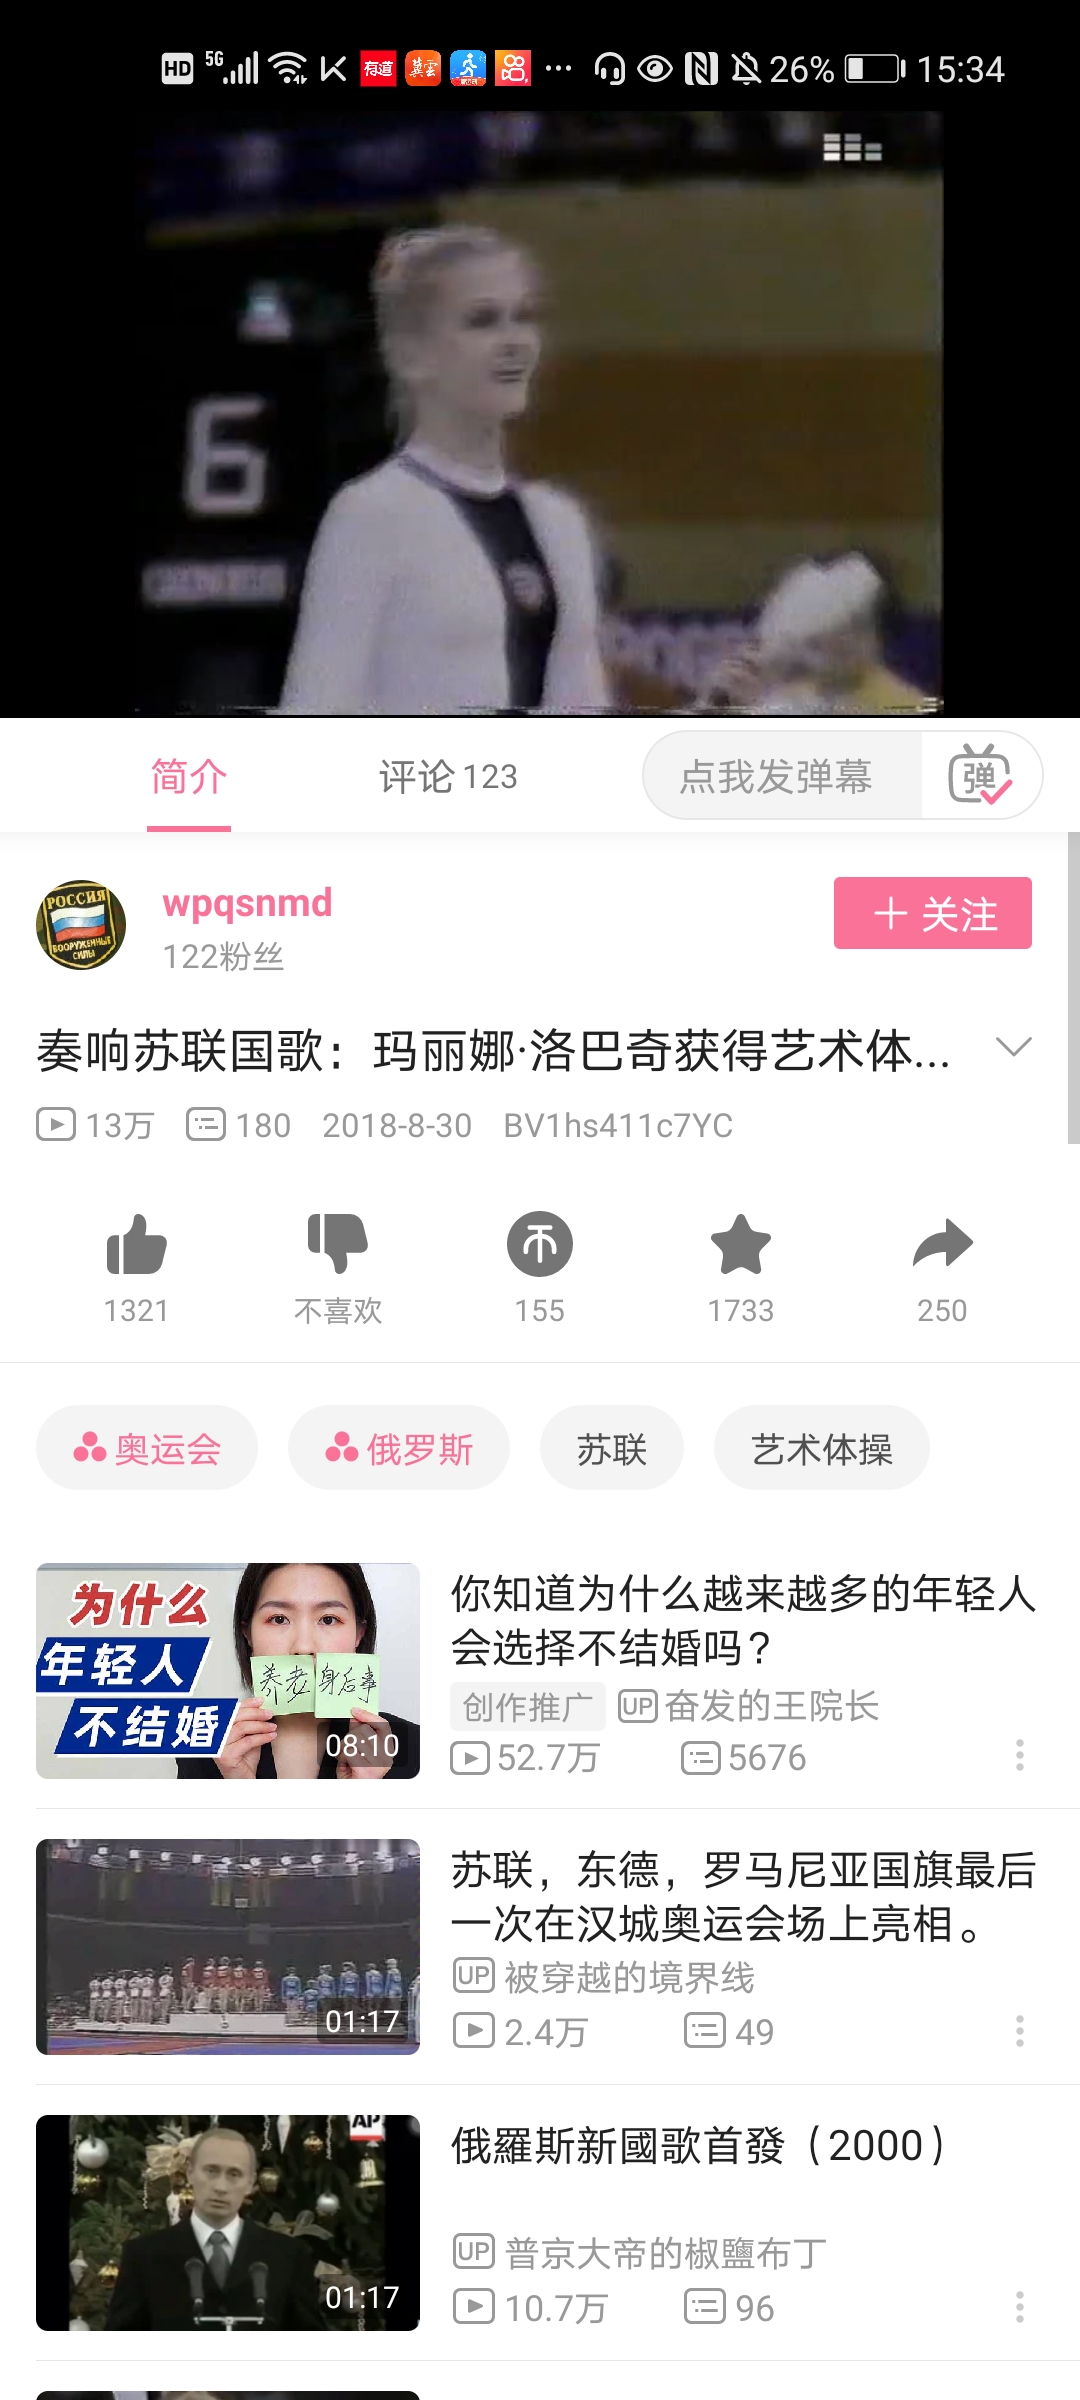 HD 5G 有道 冀雲 26% 15:34
6
简介 评论 123 点我发弹幕 弹
РОССИЯ
ВООРУЖЕННЫЕ
СИЛЫ
wpqsnmd
122粉丝
+ 关注
奏响苏联国歌：玛丽娜·洛巴奇获得艺术体...
13万 180 2018-8-30 BV1hs411c7YC
1321 不喜欢 155 1733 250
奥运会 俄罗斯 苏联 艺术体操
为什么
年轻人
不结婚
养老 身后事
08:10
你知道为什么越来越多的年轻人
会选择不结婚吗？
创作推广 UP 奋发的王院长
52.7万 5676
01:17
苏联，东德，罗马尼亚国旗最后
一次在汉城奥运会场上亮相。
UP 被穿越的境界线
2.4万 49
AP
01:17
俄羅斯新國歌首發（2000）
UP 普京大帝的椒鹽布丁
10.7万 96